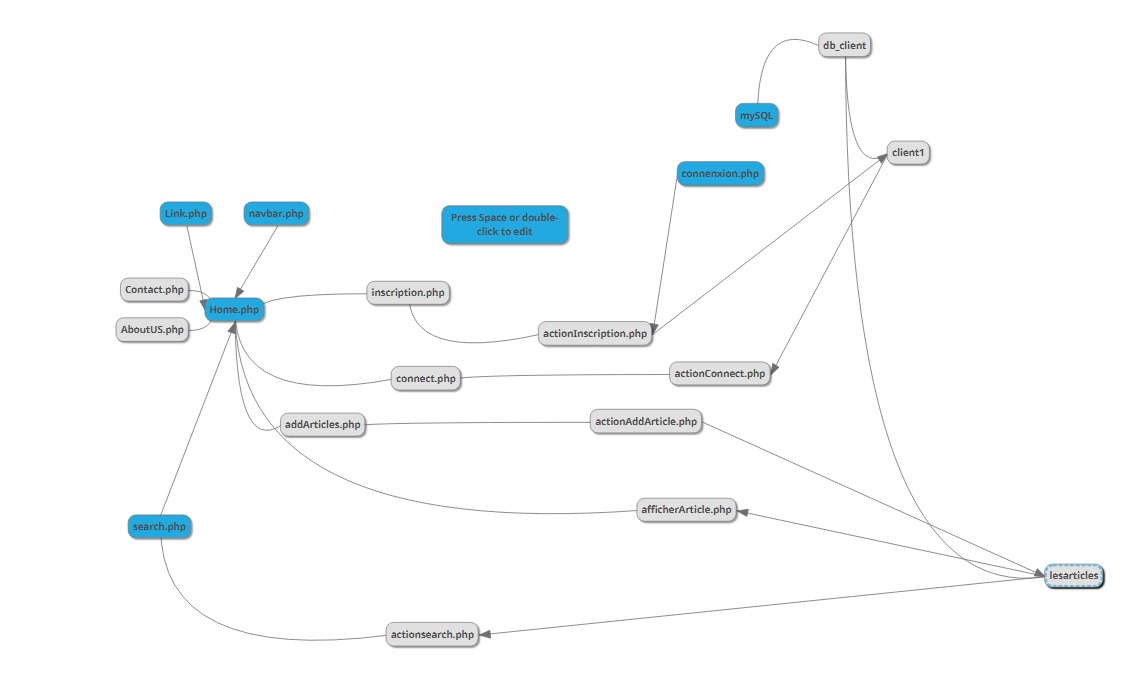 db_client
mySQL
client1
connenxion.php
Link.php
navbar.php
Press Space or double-
click to edit
Contact.php
inscription.php
Home.php
AboutUS.php
actionInscription.php
connect.php
actionConnect.php
addArticles.php
actionAddArticle.php
afficherArticle.php
search.php
lesarticles
actionsearch.php